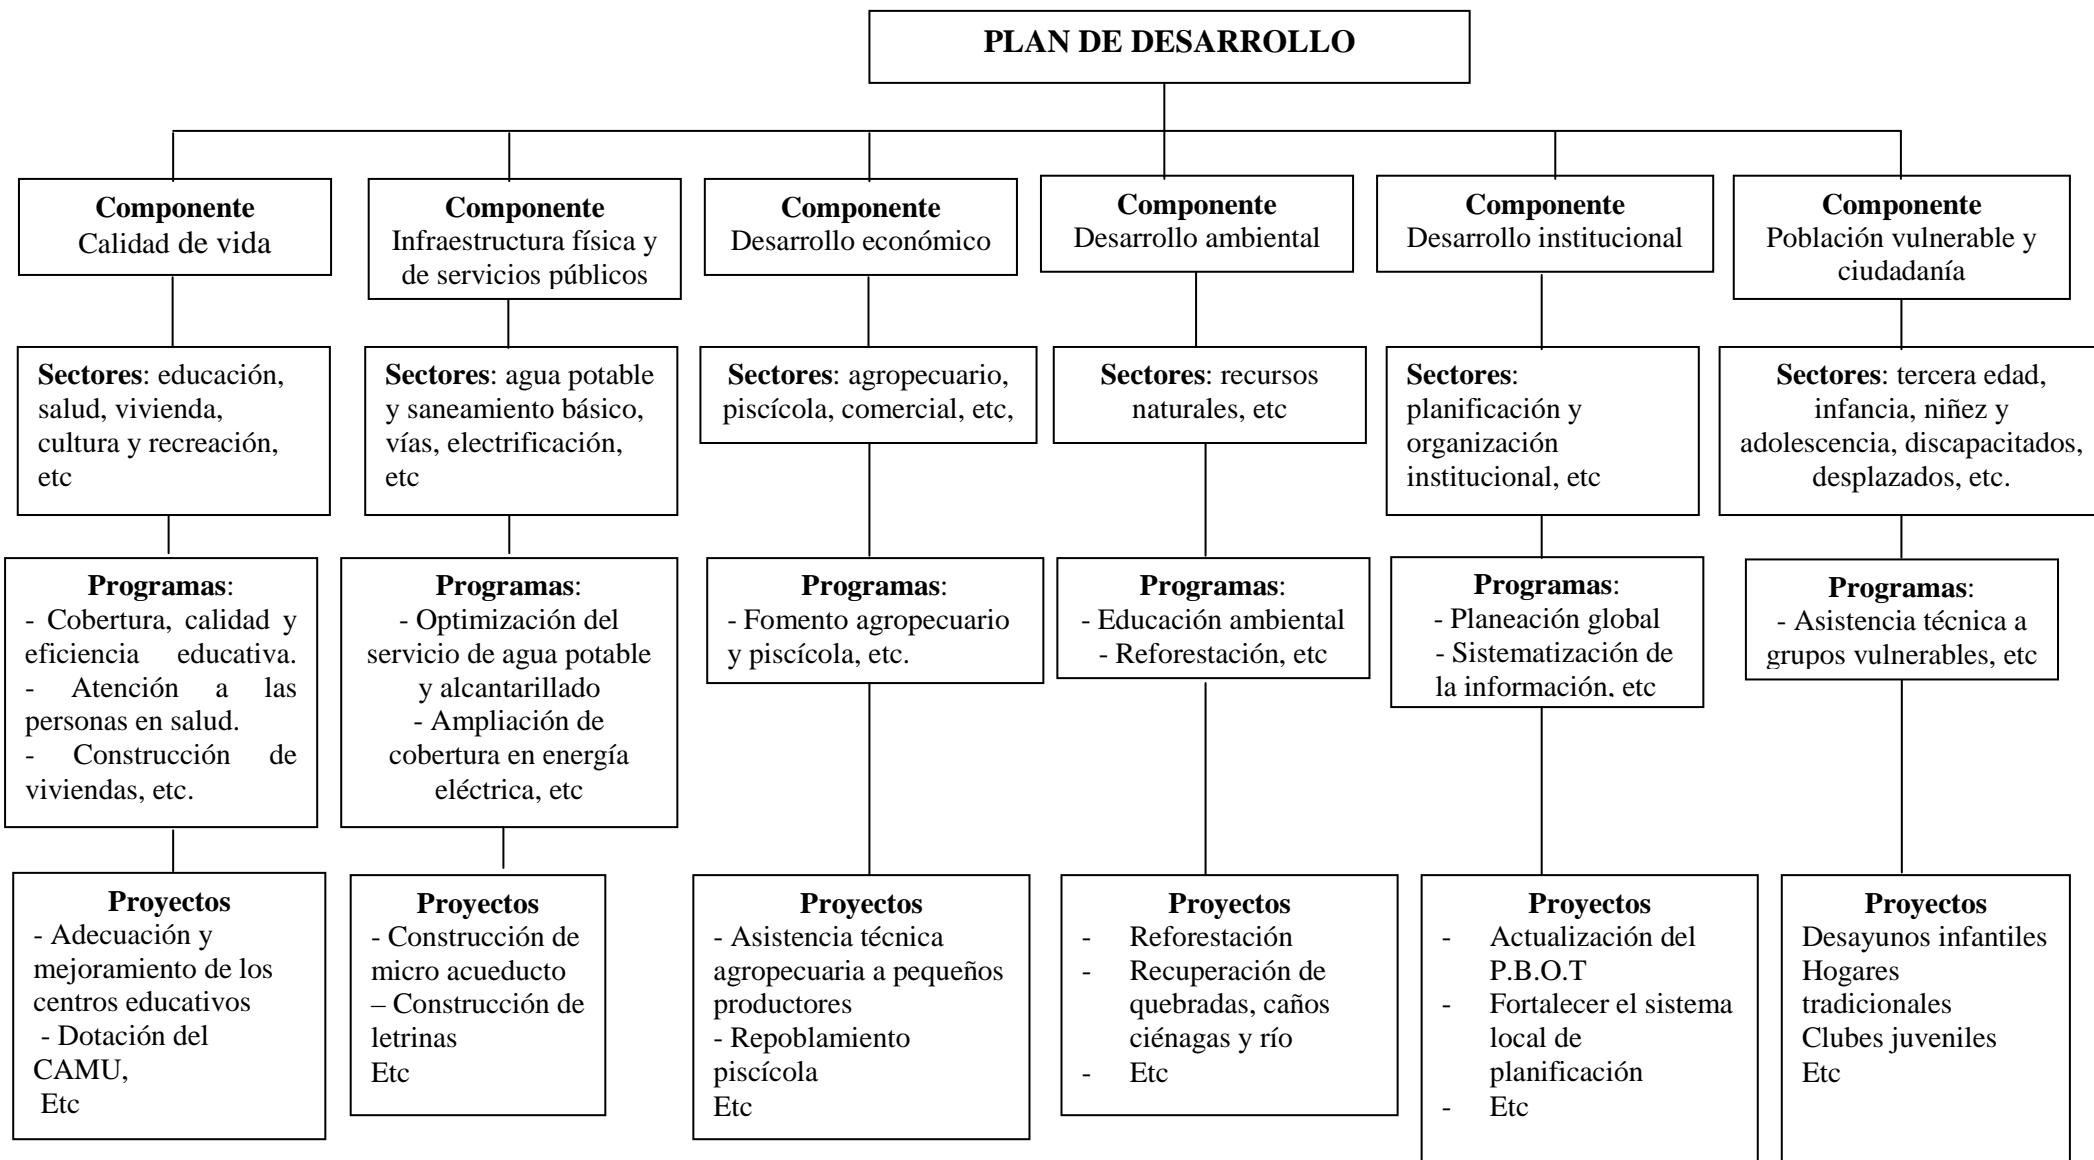 PLAN DE DESARROLLO
Componente
Calidad de vida
Componente
Infraestructura física y
de servicios públicos
Componente
Desarrollo económico
Componente
Desarrollo ambiental
Componente
Desarrollo institucional
Componente
Población vulnerable y
ciudadanía
Sectores: educación,
salud, vivienda,
cultura y recreación,
etc
Sectores: agua potable
y saneamiento básico,
vías, electrificación,
etc
Sectores: agropecuario,
piscícola, comercial, etc,
Sectores: recursos
naturales, etc
Sectores:
planificación y
organización
institucional, etc
Sectores: tercera edad,
infancia, niñez y
adolescencia, discapacitados,
desplazados, etc.
Programas:
- Cobertura, calidad y
eficiencia educativa.
- Atención a las
personas en salud.
- Construcción de
viviendas, etc.
Programas:
- Optimización del
servicio de agua potable
y alcantarillado
- Ampliación de
cobertura en energía
eléctrica, etc
Programas:
- Fomento agropecuario
y piscícola, etc.
Programas:
- Educación ambiental
- Reforestación, etc
Programas:
- Planeación global
- Sistematización de
la información, etc
Programas:
- Asistencia técnica a
grupos vulnerables, etc
Proyectos
- Adecuación y
mejoramiento de los
centros educativos
- Dotación del
CAMU,
Etc
Proyectos
- Construcción de
micro acueducto
– Construcción de
letrinas
Etc
Proyectos
- Asistencia técnica
agropecuaria a pequeños
productores
- Repoblamiento
piscícola
Etc
Proyectos
- Reforestación
- Recuperación de
quebradas, caños
ciénagas y río
- Etc
Proyectos
- Actualización del
P.B.O.T
- Fortalecer el sistema
local de
planificación
- Etc
Proyectos
Desayunos infantiles
Hogares
tradicionales
Clubes juveniles
Etc